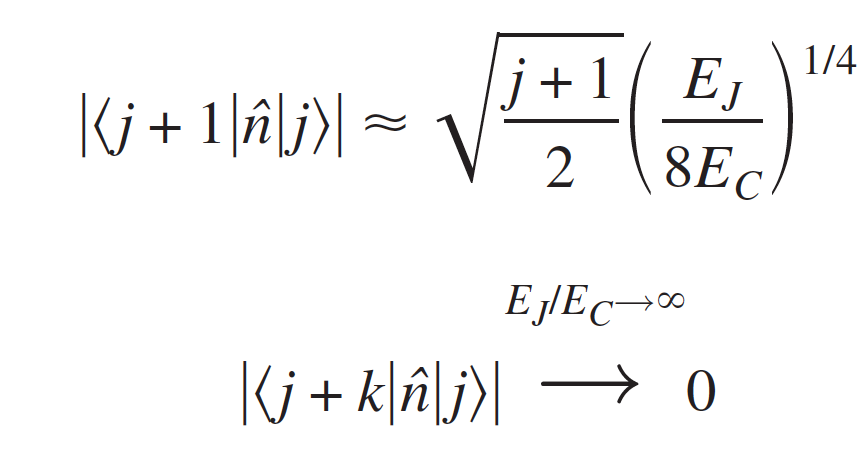 |⟨j + 1|n̂|j⟩| ≈ √((j + 1)/2) (E_J/8E_C)^{1/4}
|⟨j + k|n̂|j⟩| ⟶^{E_J/E_C→∞} 0